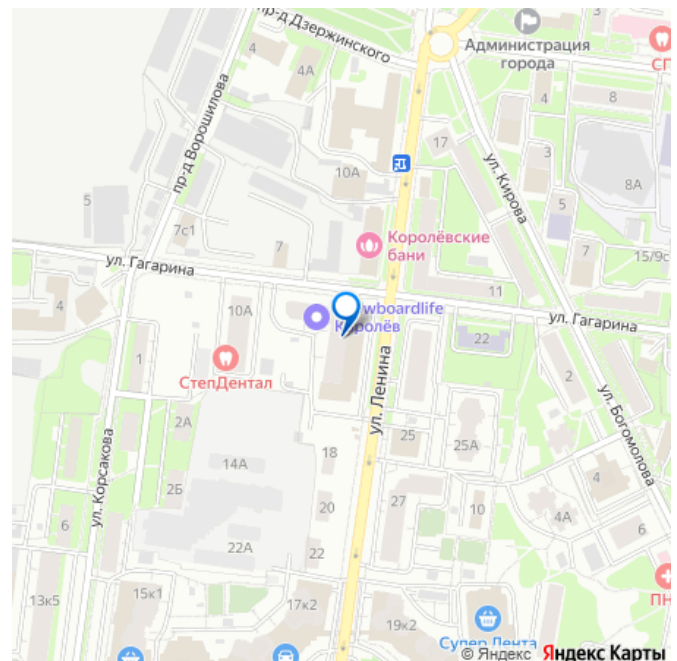 пр-д Дзержинского
4
4А
Администрация
города
СП
пр-д Ворошилова
17
4
8
ул. Кирова
3
10А
8А
5
5
7с1
7
Королёвские
бани
7
15/9с
ул. Гагарина
4
11
ул. Гагарина
10А
wboardlife
Королёв
22
1
СтепДентал
ул. Ленина
2
ул. Богомолова
2А
25
25А
18
14А
ул. Корсакова
2Б
4
27
20
10
4А
6
6
22А
22
15к1
13к5
17к2
19к2
ПН
Супер Лента
© Яндекс Яндекс Карты